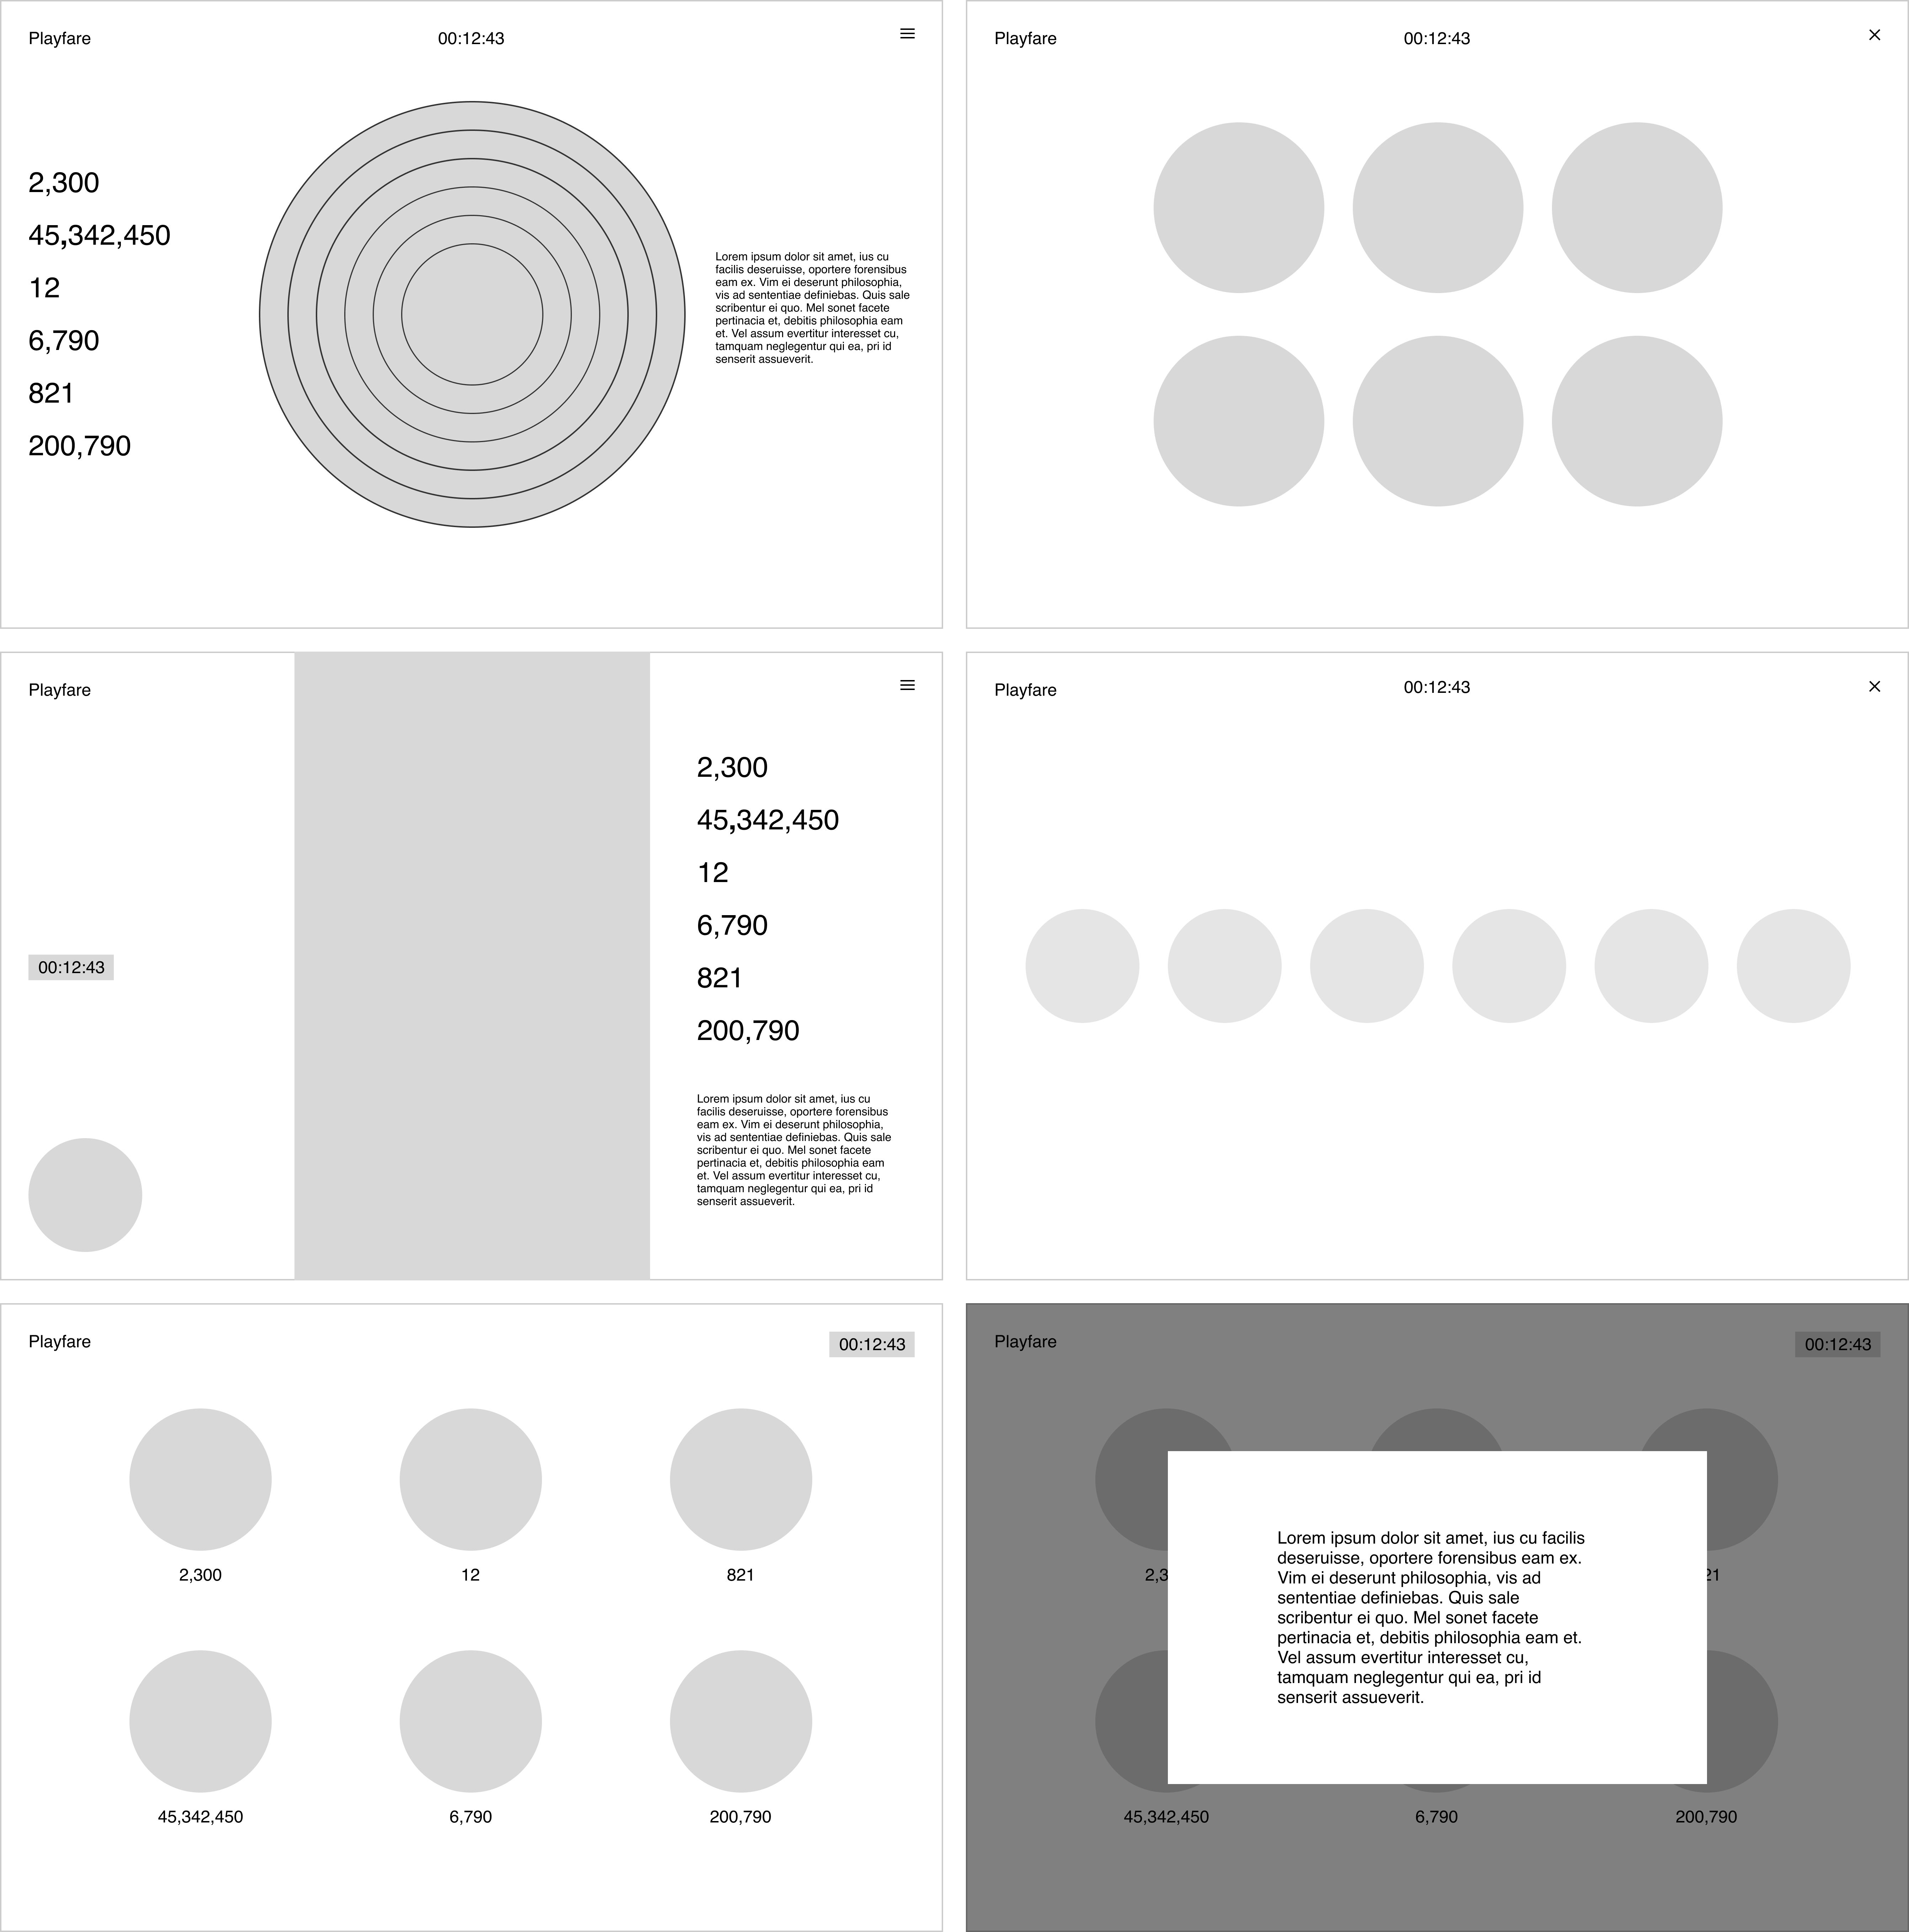 Playfare
00:12:43
2,300
45,342,450
12
6,790
821
200,790
Lorem ipsum dolor sit amet, ius cu
facilis deseruisse, oportere forensibus
eam ex. Vim ei deserunt philosophia,
vis ad sententiae definiebas. Quis sale
scribentur ei quo. Mel sonet facete
pertinacia et, debitis philosophia eam
et. Vel assum evertitur interesset cu,
tamquam neglegentur qui ea, pri id
senserit assueverit.
Playfare
00:12:43
Playfare
00:12:43
2,300
45,342,450
12
6,790
821
200,790
Lorem ipsum dolor sit amet, ius cu
facilis deseruisse, oportere forensibus
eam ex. Vim ei deserunt philosophia,
vis ad sententiae definiebas. Quis sale
scribentur ei quo. Mel sonet facete
pertinacia et, debitis philosophia eam
et. Vel assum evertitur interesset cu,
tamquam neglegentur qui ea, pri id
senserit assueverit.
Playfare
00:12:43
Playfare
00:12:43
2,300
12
821
45,342,450
6,790
200,790
Playfare
00:12:43
2,3
21
Lorem ipsum dolor sit amet, ius cu facilis
deseruisse, oportere forensibus eam ex.
Vim ei deserunt philosophia, vis ad
sententiae definiebas. Quis sale
scribentur ei quo. Mel sonet facete
pertinacia et, debitis philosophia eam et.
Vel assum evertitur interesset cu,
tamquam neglegentur qui ea, pri id
senserit assueverit.
45,342,450
6,790
200,790